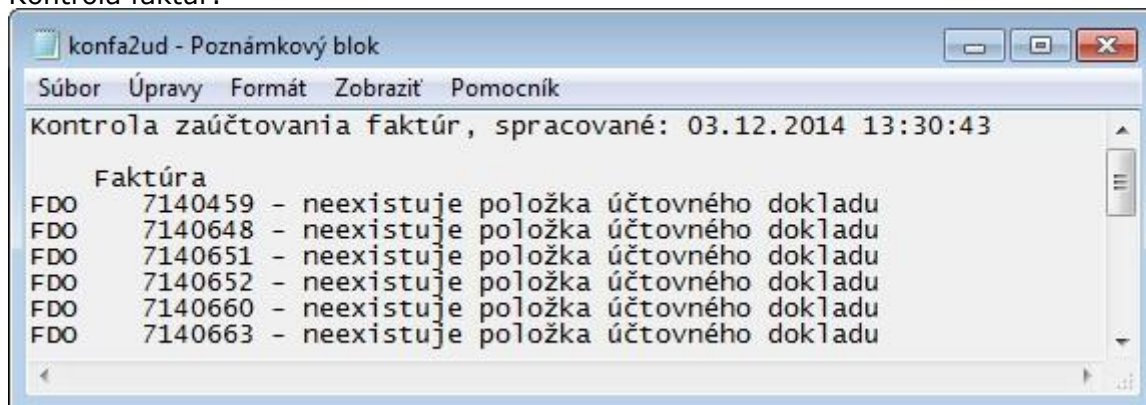 Kontrola faktúr:
konfa2ud - Poznámkový blok
Súbor Úpravy Formát Zobraziť Pomocník
Kontrola zaúčtovania faktúr, spracované: 03.12.2014 13:30:43
Faktúra
FDO 7140459 - neexistuje položka účtovného dokladu
FDO 7140648 - neexistuje položka účtovného dokladu
FDO 7140651 - neexistuje položka účtovného dokladu
FDO 7140652 - neexistuje položka účtovného dokladu
FDO 7140660 - neexistuje položka účtovného dokladu
FDO 7140663 - neexistuje položka účtovného dokladu